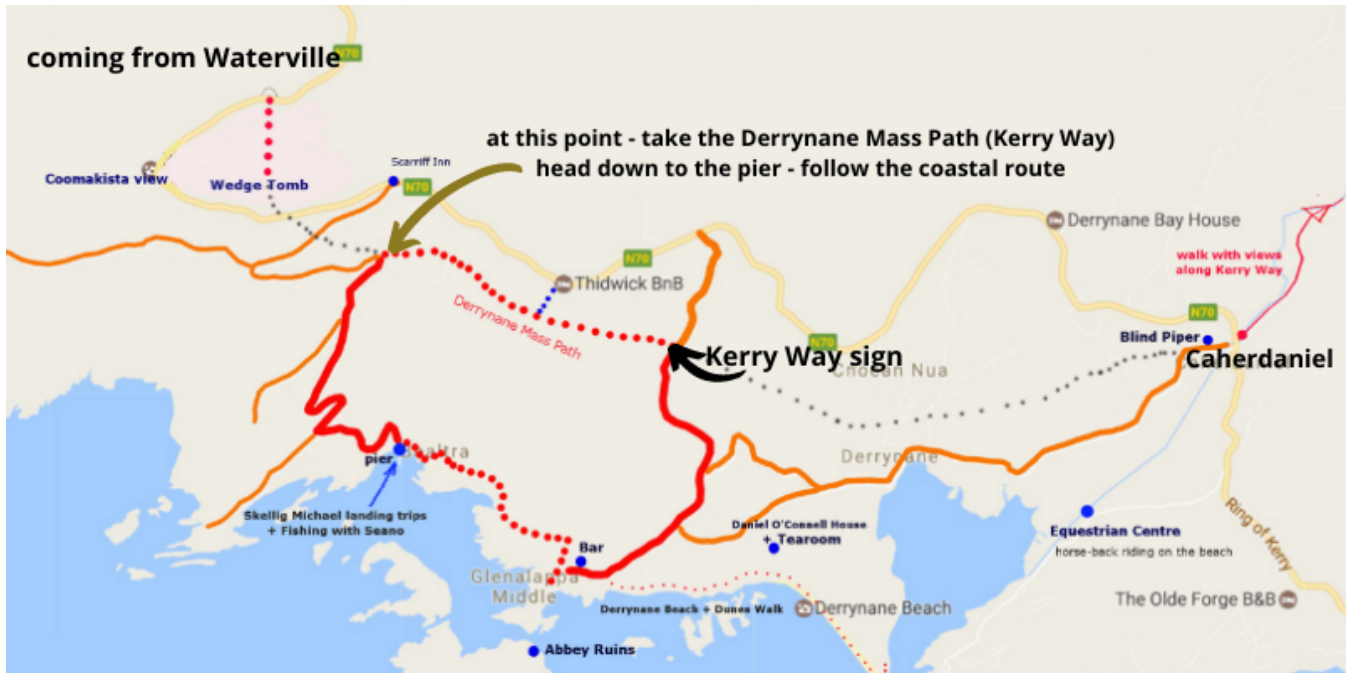 coming from Waterville
N70
at this point - take the Derrynane Mass Path (Kerry Way)
head down to the pier - follow the coastal route
Scarriff Inn
Coomakista view
Wedge Tomb
N70
Derrynane Bay House
walk with views
along Kerry Way
N70
Thidwick BnB
Derrynane Mass Path
N70
N70
Blind Piper
Kerry Way sign
Caherdaniel
Cnocan Nua
pier
Derrynane
Skellig Michael landing trips
+ Fishing with Seano
Daniel O'Connell House
+ Tearoom
Equestrian Centre
horse-back riding on the beach
Ring of Kerry
Bar
Glenalappa
Middle
Derrynane Beach + Dunes Walk
Derrynane Beach
The Olde Forge B&B
Abbey Ruins